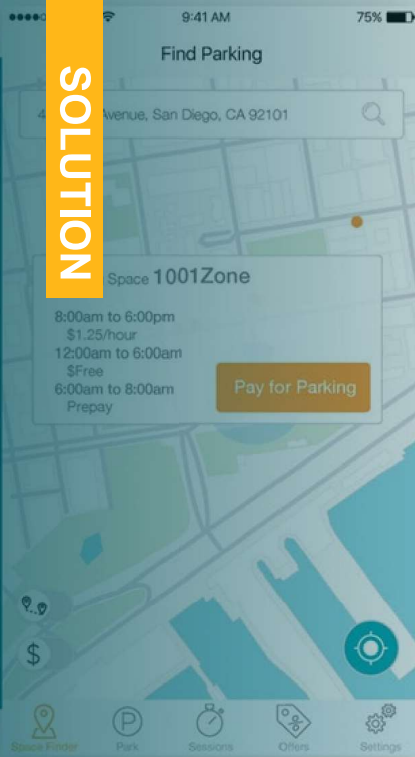 9:41 AM
75%
Find Parking
SOLUTION
4 Avenue, San Diego, CA 92101
Space 1001Zone
8:00am to 6:00pm
$1.25/hour
12:00am to 6:00am
$Free
6:00am to 8:00am
Pay for Parking
Prepay
$
P
%
Space Finder
Park
Sessions
Offers
Settings